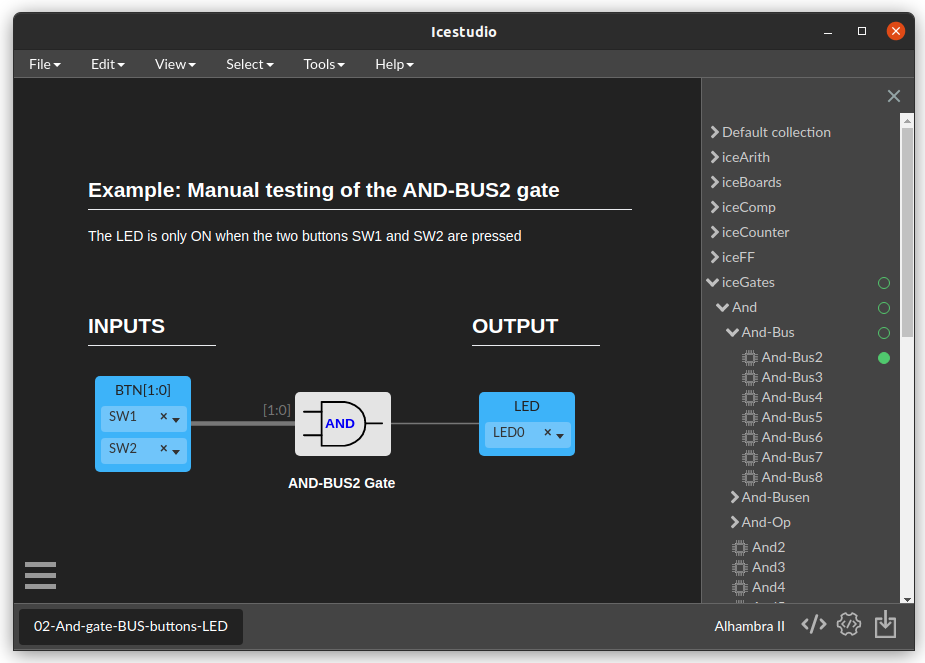 Icestudio
File Edit View Select Tools Help
Example: Manual testing of the AND-BUS2 gate
The LED is only ON when the two buttons SW1 and SW2 are pressed
INPUTS
OUTPUT
BTN[1:0]
SW1 ×
SW2 ×
[1:0]
AND
AND-BUS2 Gate
LED
LED0 ×
Default collection
iceArith
iceBoards
iceComp
iceCounter
iceFF
iceGates
And
And-Bus
And-Bus2
And-Bus3
And-Bus4
And-Bus5
And-Bus6
And-Bus7
And-Bus8
And-Busen
And-Op
And2
And3
And4
02-And-gate-BUS-buttons-LED
Alhambra II